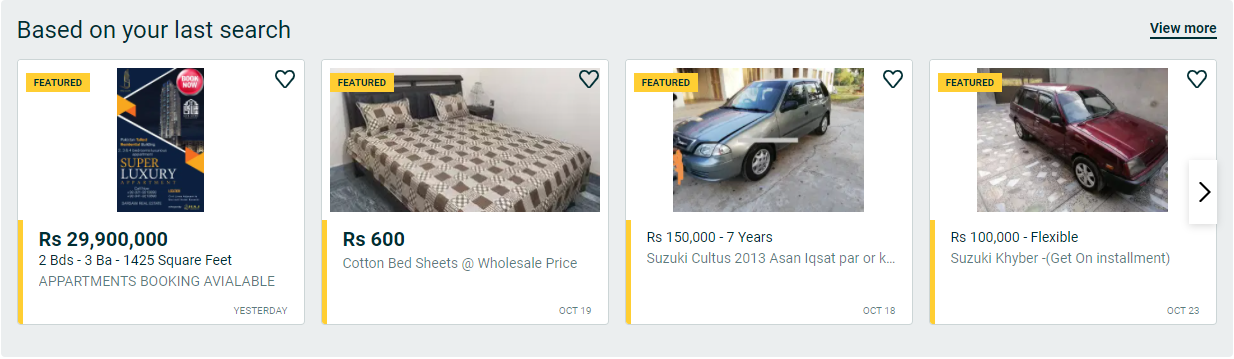 Based on your last search
View more
FEATURED
BOOK
NOW
SUPER
LUXURY
APARTMENT
Rs 29,900,000
2 Bds - 3 Ba - 1425 Square Feet
APPARTMENTS BOOKING AVIALABLE
YESTERDAY
FEATURED
Rs 600
Cotton Bed Sheets @ Wholesale Price
OCT 19
FEATURED
Rs 150,000 - 7 Years
Suzuki Cultus 2013 Asan Iqsat par or k...
OCT 18
FEATURED
Rs 100,000 - Flexible
Suzuki Khyber -(Get On installment)
OCT 23